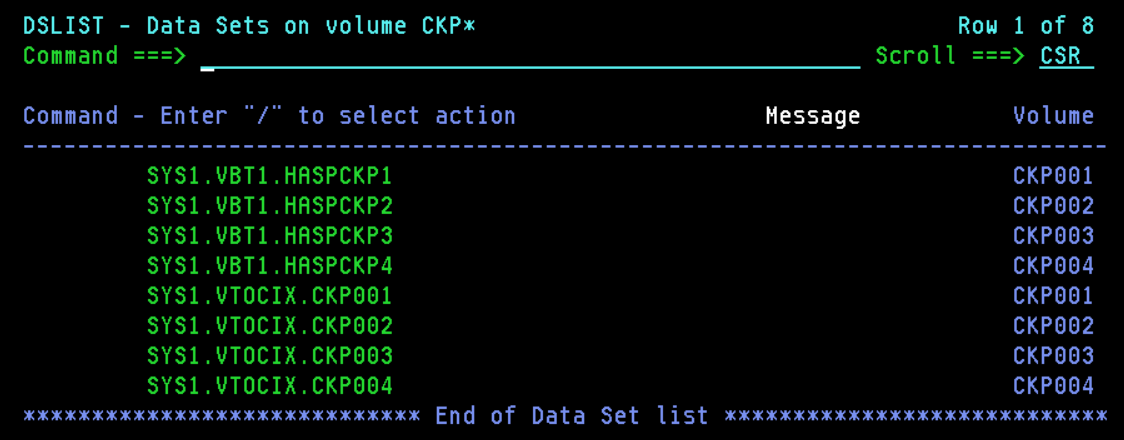 DSLIST - Data Sets on volume CKP* Row 1 of 8
Command ===> Scroll ===> CSR
Command - Enter "/" to select action Message Volume
-------------------------------------------------------------------------------
SYS1.VBT1.HASPCKP1 CKP001
SYS1.VBT1.HASPCKP2 CKP002
SYS1.VBT1.HASPCKP3 CKP003
SYS1.VBT1.HASPCKP4 CKP004
SYS1.VTOCIX.CKP001 CKP001
SYS1.VTOCIX.CKP002 CKP002
SYS1.VTOCIX.CKP003 CKP003
SYS1.VTOCIX.CKP004 CKP004
***************************** End of Data Set list ****************************